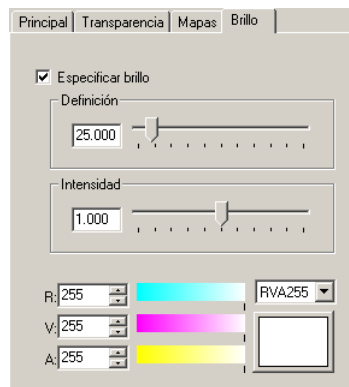 Principal Transparencia Mapas Brillo
Especificar brillo
Definición
25.000
Intensidad
1.000
R: 255 RVA255
V: 255
A: 255